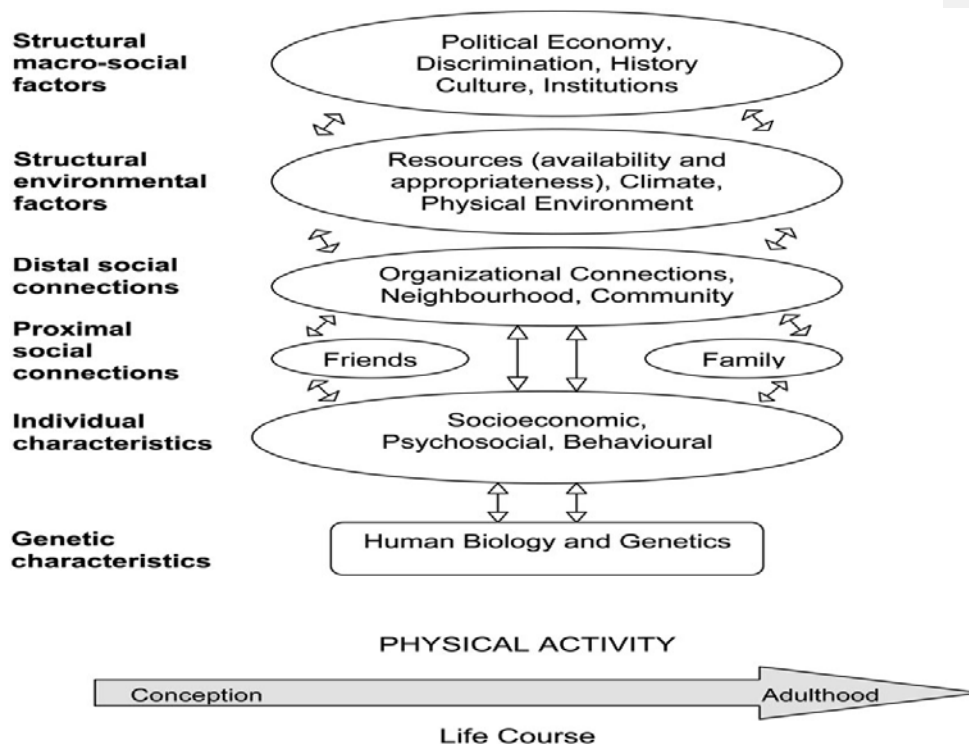 Structural
macro-social
factors
Political Economy,
Discrimination, History
Culture, Institutions
Structural
environmental
factors
Resources (availability and
appropriateness), Climate,
Physical Environment
Distal social
connections
Organizational Connections,
Neighbourhood, Community
Proximal
social
connections
Friends
Family
Individual
characteristics
Socioeconomic,
Psychosocial, Behavioural
Genetic
characteristics
Human Biology and Genetics
PHYSICAL ACTIVITY
Conception
Adulthood
Life Course